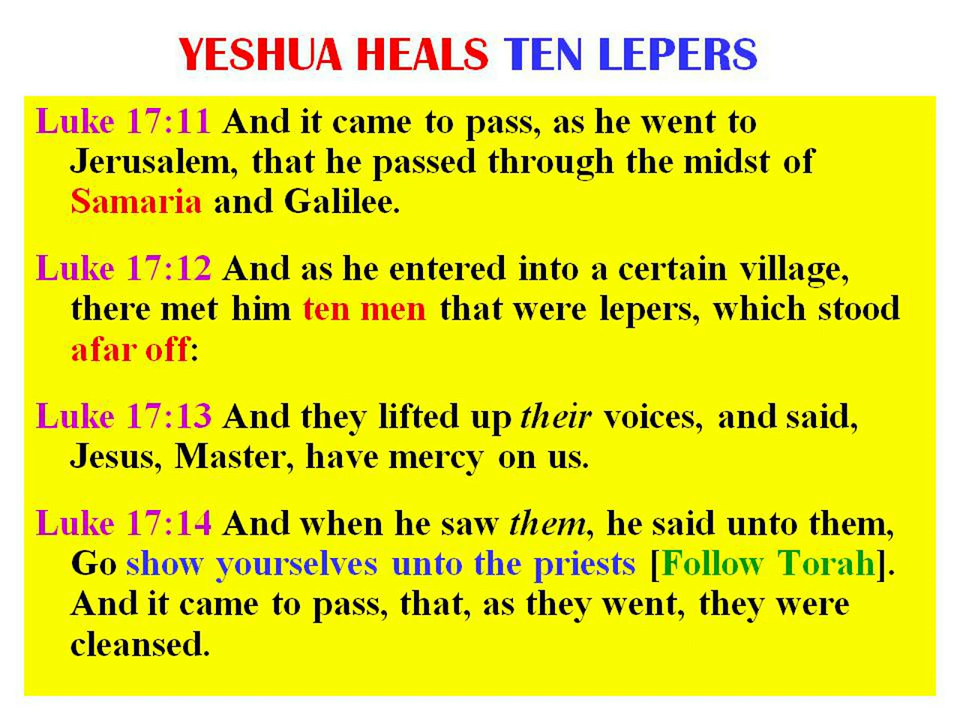 YESHUA HEALS TEN LEPERS
Luke 17:11 And it came to pass, as he went to
Jerusalem, that he passed through the midst of
Samaria and Galilee.
Luke 17:12 And as he entered into a certain village,
there met him ten men that were lepers, which stood
afar off:
Luke 17:13 And they lifted up their voices, and said,
Jesus, Master, have mercy on us.
Luke 17:14 And when he saw them, he said unto them,
Go show yourselves unto the priests [Follow Torah].
And it came to pass, that, as they went, they were
cleansed.